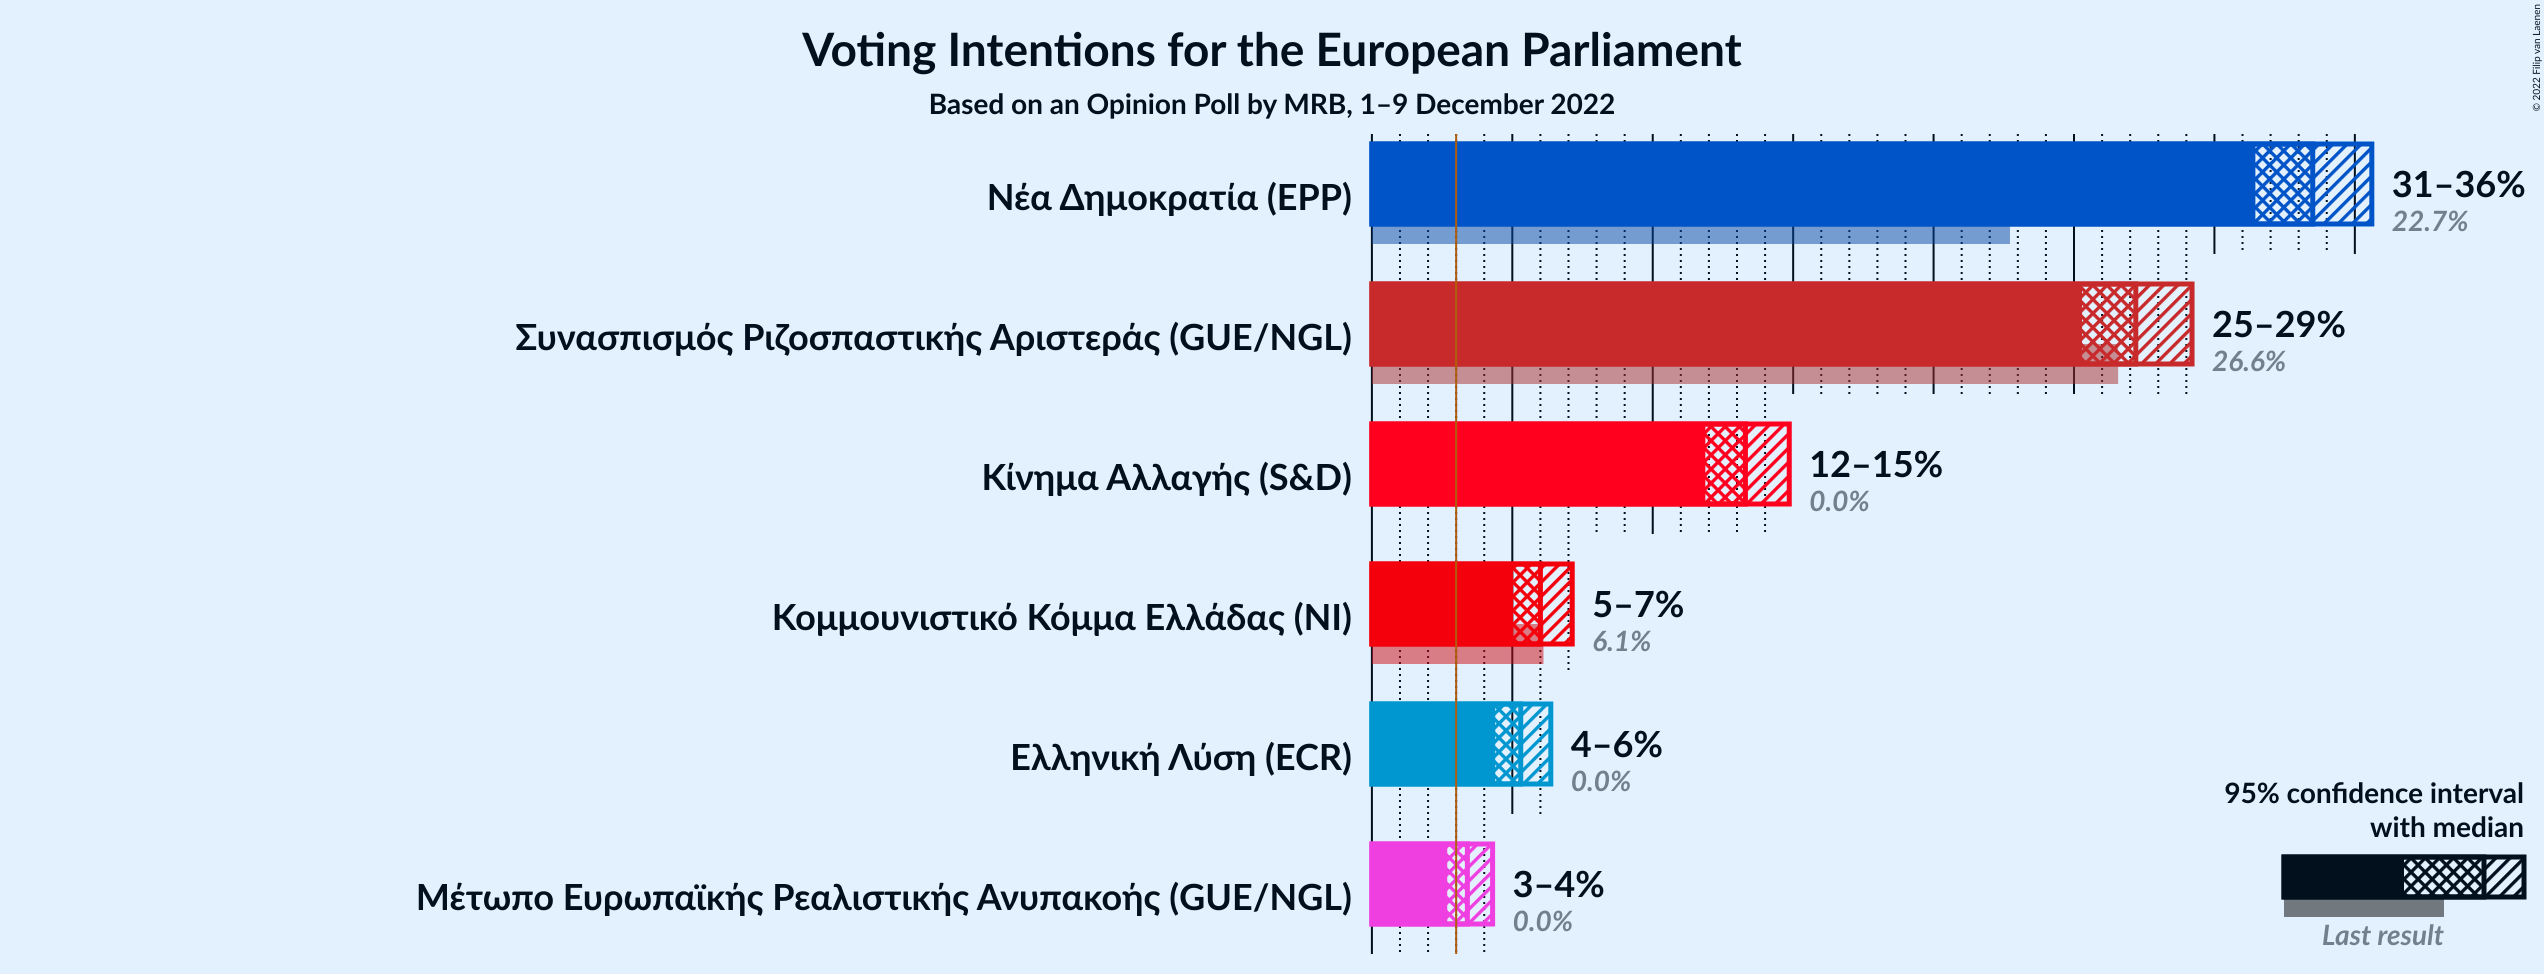 Voting Intentions for the European Parliament
Based on an Opinion Poll by MRB, 1–9 December 2022
© 2022 Filip van Laenen
Νέα Δημοκρατία (EPP)
31–36%
22.7%
Συνασπισμός Ριζοσπαστικής Αριστεράς (GUE/NGL)
25–29%
26.6%
Κίνημα Αλλαγής (S&D)
12–15%
0.0%
Κομμουνιστικό Κόμμα Ελλάδας (NI)
5–7%
6.1%
Ελληνική Λύση (ECR)
4–6%
0.0%
Μέτωπο Ευρωπαϊκής Ρεαλιστικής Ανυπακοής (GUE/NGL)
3–4%
0.0%
95% confidence interval
with median
Last result